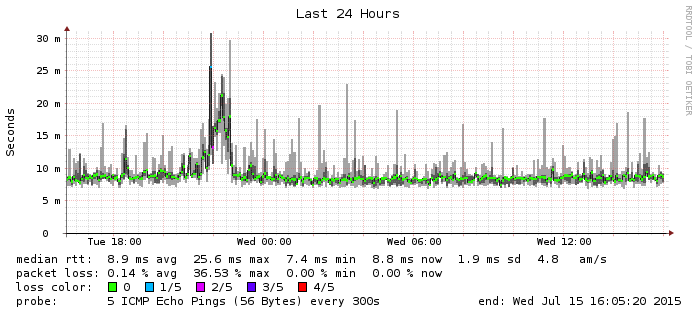 Last 24 Hours
RRDTOOL / TOBI OETIKER
Seconds
30 m
25 m
20 m
15 m
10 m
5 m
0
Tue 18:00 Wed 00:00 Wed 06:00 Wed 12:00
median rtt: 8.9 ms avg 25.6 ms max 7.4 ms min 8.8 ms now 1.9 ms sd 4.8 am/s
packet loss: 0.14 % avg 36.53 % max 0.00 % min 0.00 % now
loss color: 0 1/5 2/5 3/5 4/5
probe: 5 ICMP Echo Pings (56 Bytes) every 300s end: Wed Jul 15 16:05:20 2015